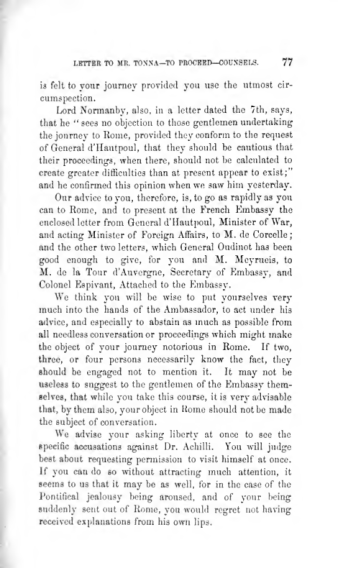 LETTER TO MR. TONNA—TO PROCEED—COUNSELS. 77
is felt to your journey provided you use the utmost cir-
cumspection.
Lord Normanby, also, in a letter dated the 7th, says,
that he "sees no objection to those gentlemen undertaking
the journey to Rome, provided they conform to the request
of General d'Hautpoul, that they should be cautious that
their proceedings, when there, should not be calculated to
create greater difficulties than at present appear to exist;"
and he confirmed this opinion when we saw him yesterday.
Our advice to you, therefore, is, to go as rapidly as you
can to Rome, and to present at the French Embassy the
enclosed letter from General d'Hautpoul, Minister of War,
and acting Minister of Foreign Affairs, to M. de Corcelle;
and the other two letters, which General Oudinot has been
good enough to give, for you and M. Meyrueis, to
M. de la Tour d'Auvergne, Secretary of Embassy, and
Colonel Espivant, Attached to the Embassy.
We think you will be wise to put yourselves very
much into the hands of the Ambassador, to act under his
advice, and especially to abstain as much as possible from
all needless conversation or proceedings which might make
the object of your journey notorious in Rome. If two,
three, or four persons necessarily know the fact, they
should be engaged not to mention it. It may not be
useless to suggest to the gentlemen of the Embassy them-
selves, that while you take this course, it is very advisable
that, by them also, your object in Rome should not be made
the subject of conversation.
We advise your asking liberty at once to see the
specific accusations against Dr. Achilli. You will judge
best about requesting permission to visit himself at once.
If you can do so without attracting much attention, it
seems to us that it may be as well, for in the case of the
Pontifical jealousy being aroused, and of your being
suddenly sent out of Rome, you would regret not having
received explanations from his own lips.